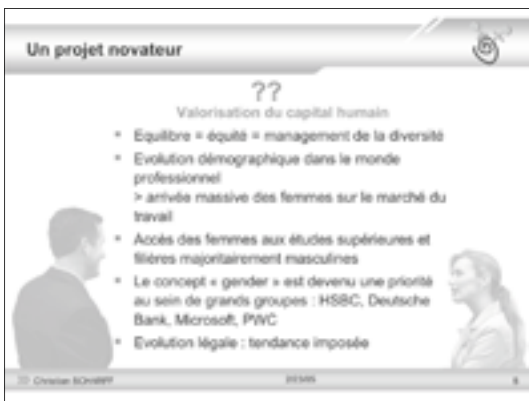 Un projet novateur
??
Valorisation du capital humain
Equilibre = équité = management de la diversité
Evolution démographique dans le monde
professionnel
> arrivée massive des femmes sur le marché du
travail
Accès des femmes aux études supérieures et
filières majoritairement masculines
Le concept « gender » est devenu une priorité
au sein de grands groupes : HSBC, Deutsche
Bank, Microsoft, PWC
Evolution légale : tendance imposée
Christian